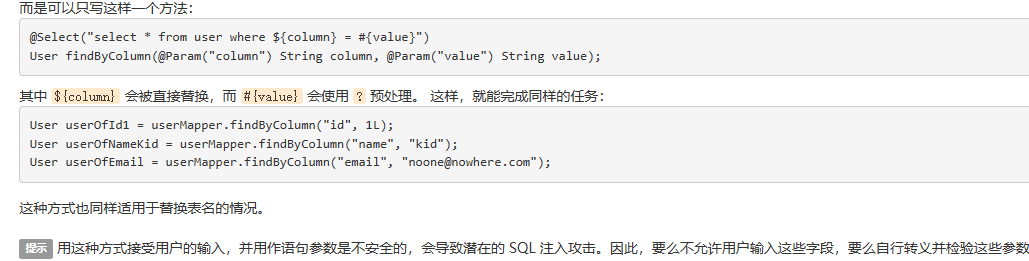 而是可以只写这样一个方法：
@Select("select * from user where ${column} = #{value}")
User findByColumn(@Param("column") String column, @Param("value") String value);
其中 ${column} 会被直接替换，而 #{value} 会使用 ? 预处理。 这样，就能完成同样的任务：
User userOfId1 = userMapper.findByColumn("id", 1L);
User userOfNameKid = userMapper.findByColumn("name", "kid");
User userOfEmail = userMapper.findByColumn("email", "noone@nowhere.com");
这种方式也同样适用于替换表名的情况。
提示 用这种方式接受用户的输入，并用作语句参数是不安全的，会导致潜在的 SQL 注入攻击。因此，要么不允许用户输入这些字段，要么自行转义并检验这些参数